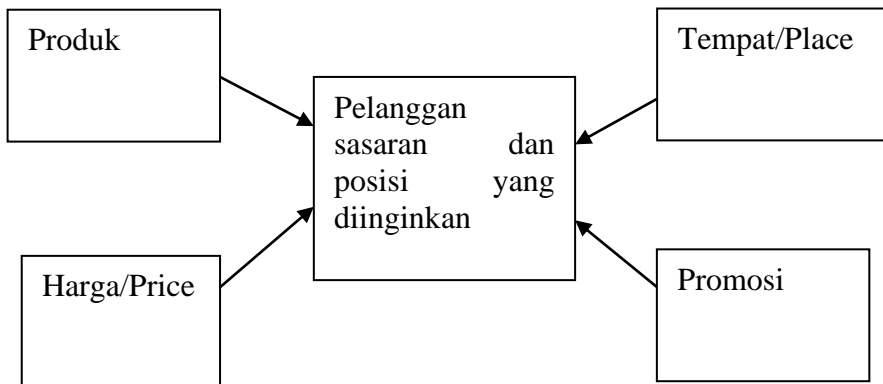 Produk
Tempat/Place
Pelanggan
sasaran dan
posisi yang
diinginkan
Harga/Price
Promosi